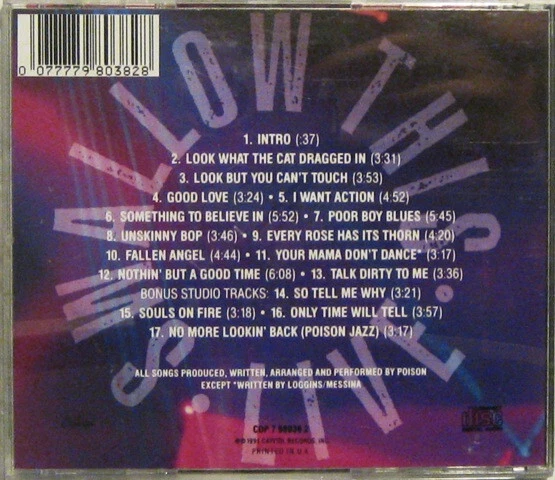 0 077779 803828
SWALLOW THIS LIVE
1. INTRO (:37)
2. LOOK WHAT THE CAT DRAGGED IN (3:31)
3. LOOK BUT YOU CAN'T TOUCH (3:53)
4. GOOD LOVE (3:24) • 5. I WANT ACTION (4:52)
6. SOMETHING TO BELIEVE IN (5:52) • 7. POOR BOY BLUES (5:45)
8. UNSKINNY BOP (3:46) • 9. EVERY ROSE HAS ITS THORN (4:20)
10. FALLEN ANGEL (4:44) • 11. YOUR MAMA DON'T DANCE* (3:17)
12. NOTHIN' BUT A GOOD TIME (6:08) • 13. TALK DIRTY TO ME (3:36)
BONUS STUDIO TRACKS: 14. SO TELL ME WHY (3:21)
15. SOULS ON FIRE (3:18) • 16. ONLY TIME WILL TELL (3:57)
17. NO MORE LOOKIN' BACK (POISON JAZZ) (3:17)
ALL SONGS PRODUCED, WRITTEN, ARRANGED AND PERFORMED BY POISON
EXCEPT *WRITTEN BY LOGGINS/MESSINA
CDP 7 2
CAPITOL RECORDS, INC.
PRINTED IN U.
disc